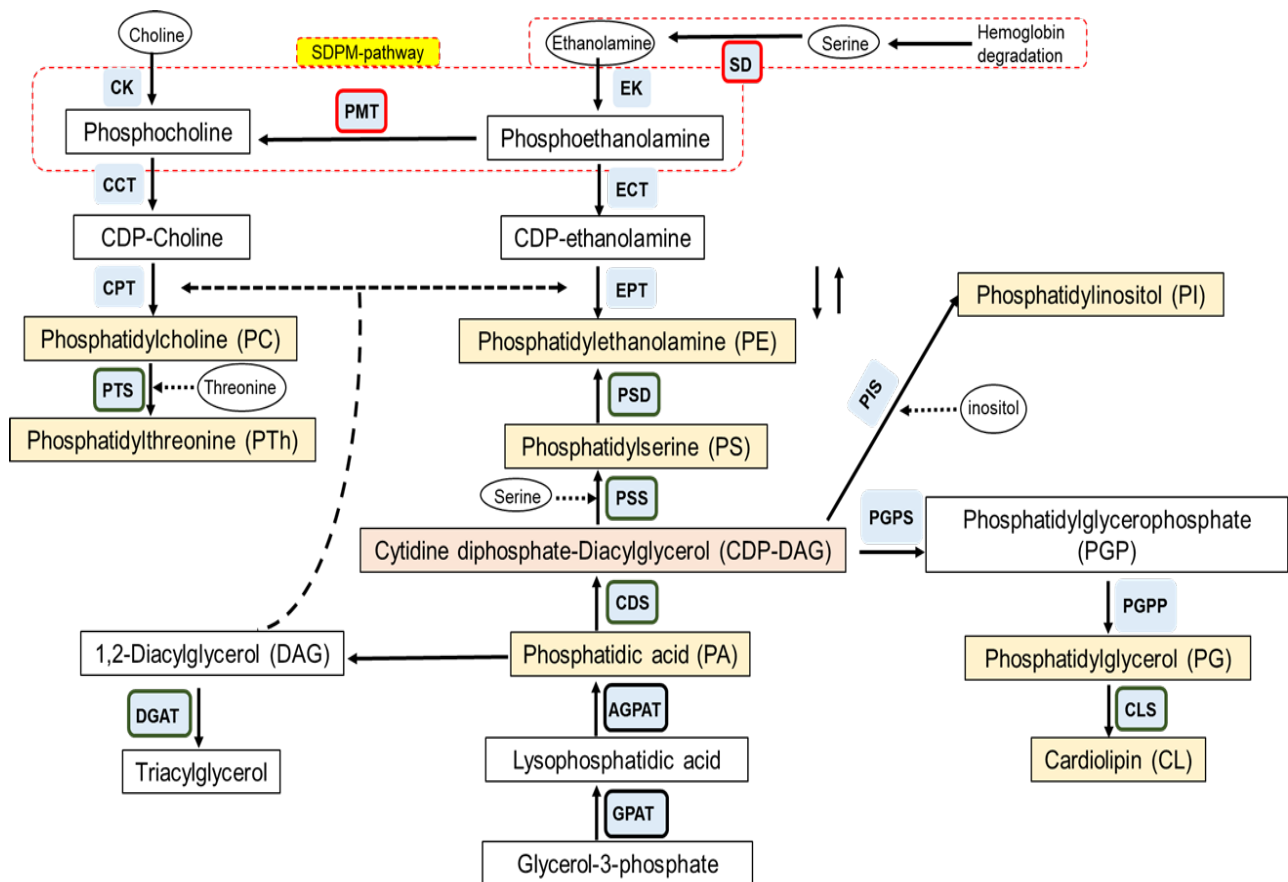 Choline
SDPM-pathway
Ethanolamine
SD
Serine
Hemoglobin
degradation
CK
PMT
EK
Phosphocholine
Phosphoethanolamine
CCT
ECT
CDP-Choline
CDP-ethanolamine
CPT
EPT
Phosphatidylinositol (PI)
Phosphatidylcholine (PC)
Phosphatidylethanolamine (PE)
PTS
Threonine
PSD
PIS
inositol
Phosphatidylthreonine (PTh)
Phosphatidylserine (PS)
Serine
PSS
PGPS
Phosphatidylglycerophosphate
(PGP)
Cytidine diphosphate-Diacylglycerol (CDP-DAG)
CDS
PGPP
1,2-Diacylglycerol (DAG)
Phosphatidic acid (PA)
Phosphatidylglycerol (PG)
DGAT
AGPAT
CLS
Triacylglycerol
Lysophosphatidic acid
Cardiolipin (CL)
GPAT
Glycerol-3-phosphate